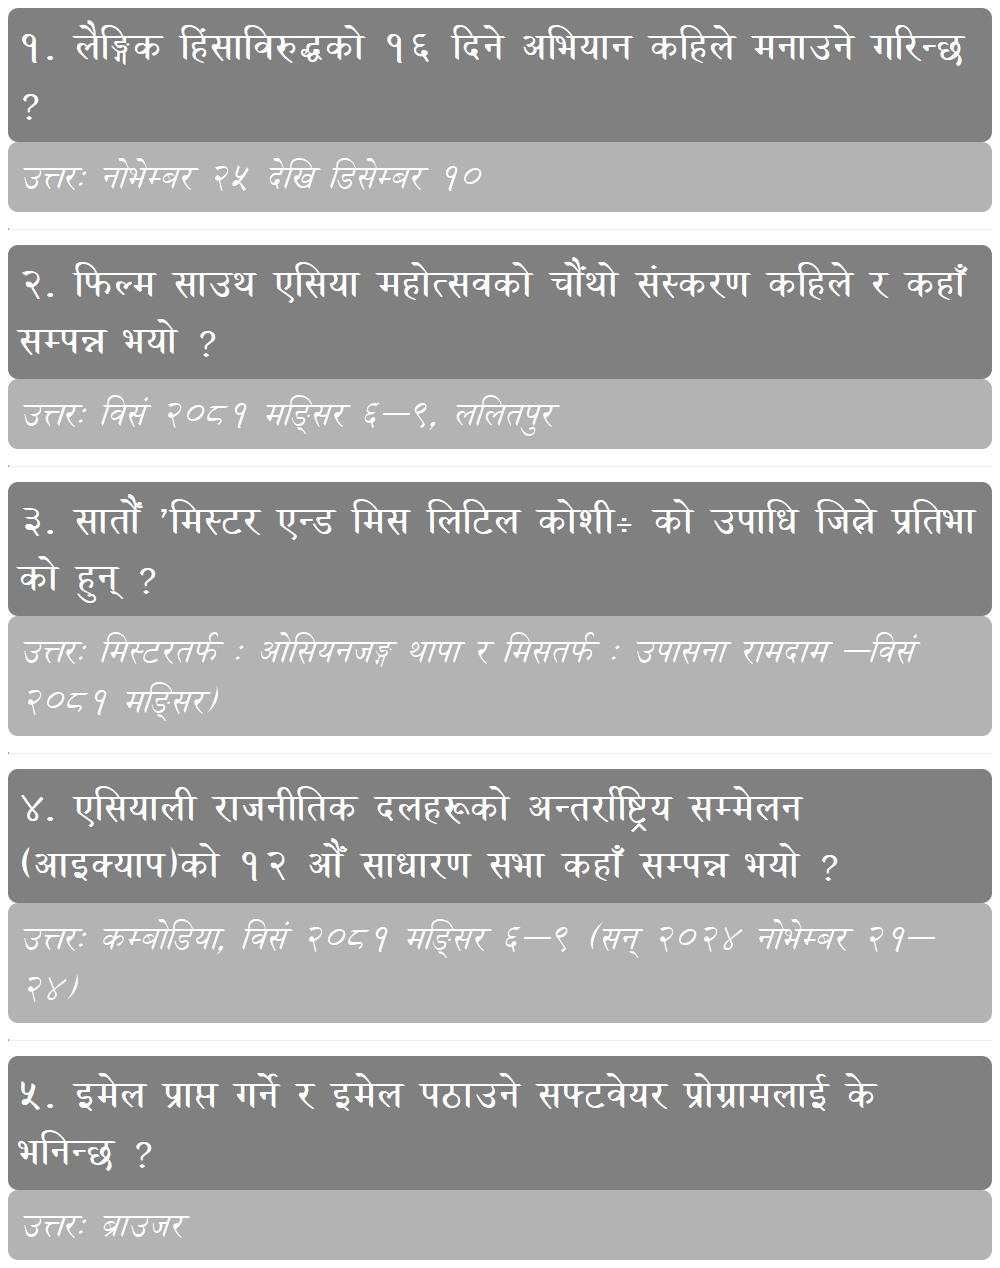 १. लैङ्गिक हिंसाविरुद्धको १६ दिने अभियान कहिले मनाउने गरिन्छ
?
उत्तरः नोभेम्बर २५ देखि डिसेम्बर १०
२. फिल्म साउथ एसिया महोत्सवको चौंथो संस्करण कहिले र कहाँ
सम्पन्न भयो ?
उत्तरः विसं २०८१ मङ्सिर ६—९, ललितपुर
३. सातौं ’मिस्टर एन्ड मिस लिटिल कोशी÷ को उपाधि जित्ने प्रतिभा
को हुन् ?
उत्तरः मिस्टरतर्फ : ओसियनजङ्ग थापा र मिसतर्फ : उपासना रामदाम —विसं
२०८१ मङ्सिर)
४. एसियाली राजनीतिक दलहरूको अन्तर्राष्ट्रिय सम्मेलन
(आइक्याप)को १२ औं साधारण सभा कहाँ सम्पन्न भयो ?
उत्तरः कम्बोडिया, विसं २०८१ मङ्सिर ६—९ (सन् २०२४ नोभेम्बर २१—
२४)
५. इमेल प्राप्त गर्ने र इमेल पठाउने सफ्टवेयर प्रोग्रामलाई के
भनिन्छ ?
उत्तरः ब्राउजर